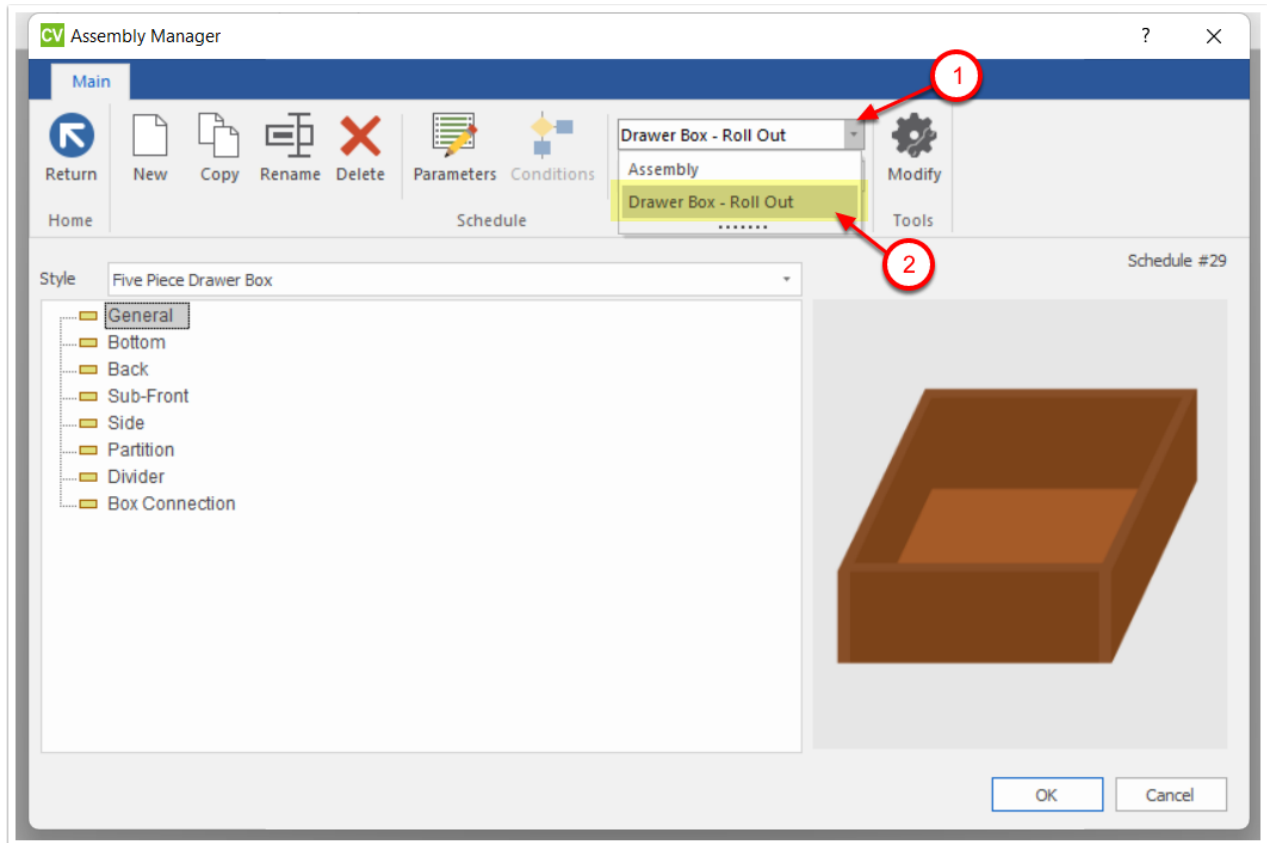 CV Assembly Manager ? X
Main
1
Return New Copy Rename Delete Parameters Conditions Drawer Box - Roll Out Modify
Assembly
Drawer Box - Roll Out
Home Schedule Tools
2
Schedule #29
Style Five Piece Drawer Box
General
Bottom
Back
Sub-Front
Side
Partition
Divider
Box Connection
OK Cancel